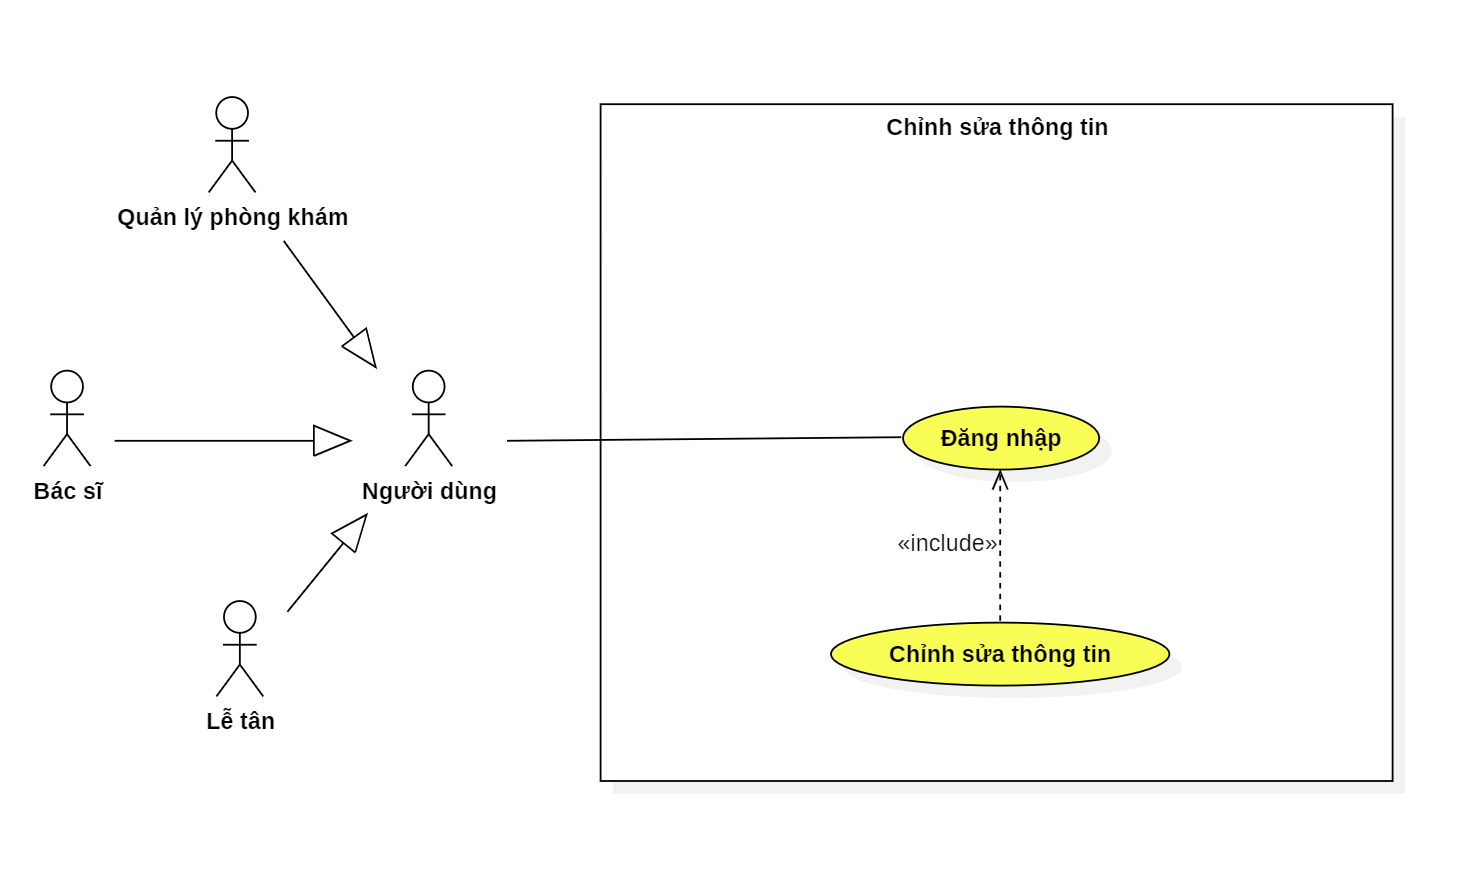 Chỉnh sửa thông tin
Quản lý phòng khám
Đăng nhập
Bác sĩ
Người dùng
«include»
Chỉnh sửa thông tin
Lễ tân